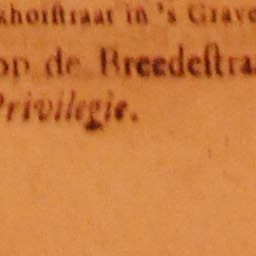 khofſtraat in 's Grave
op de Breedeſtraa
Privilegie.